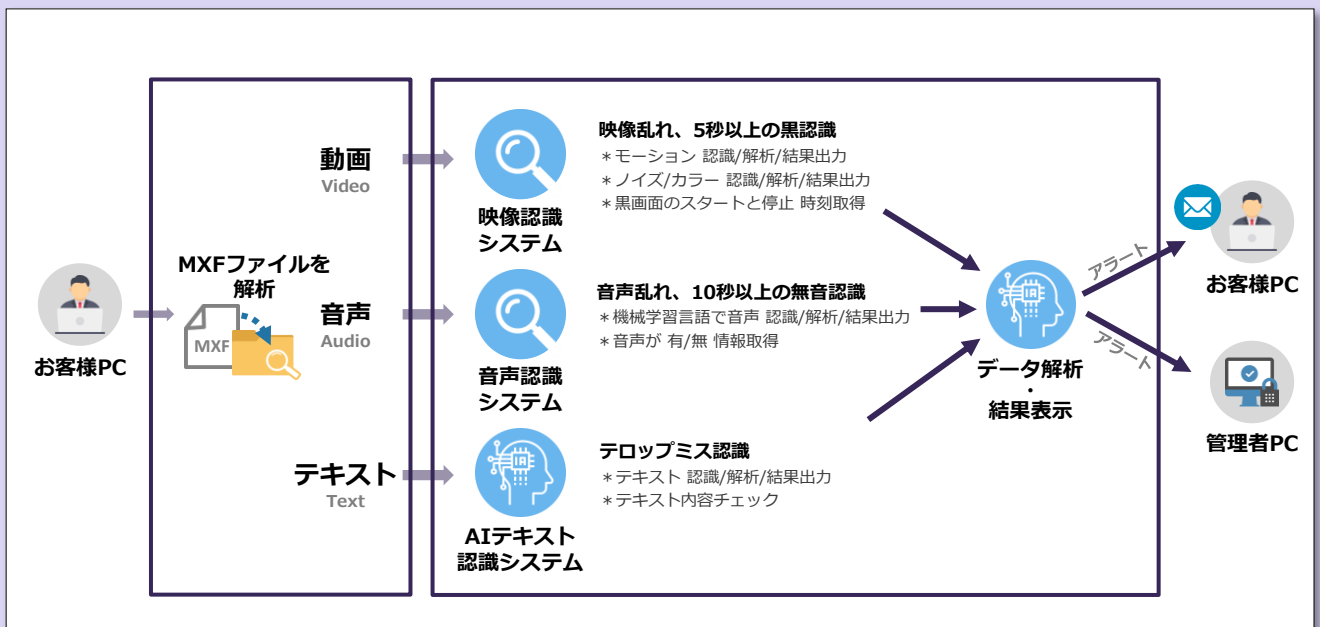 お客様PC
MXFファイルを
解析
MXF
動画
Video
音声
Audio
テキスト
Text
映像認識
システム
映像乱れ、5秒以上の黒認識
＊モーション 認識/解析/結果出力
＊ノイズ/カラー 認識/解析/結果出力
＊黒画面のスタートと停止 時刻取得
音声認識
システム
音声乱れ、10秒以上の無音認識
＊機械学習言語で音声 認識/解析/結果出力
＊音声が 有/無 情報取得
AIテキスト
認識システム
テロップミス認識
＊テキスト 認識/解析/結果出力
＊テキスト内容チェック
データ解析
・
結果表示
アラート
アラート
お客様PC
管理者PC